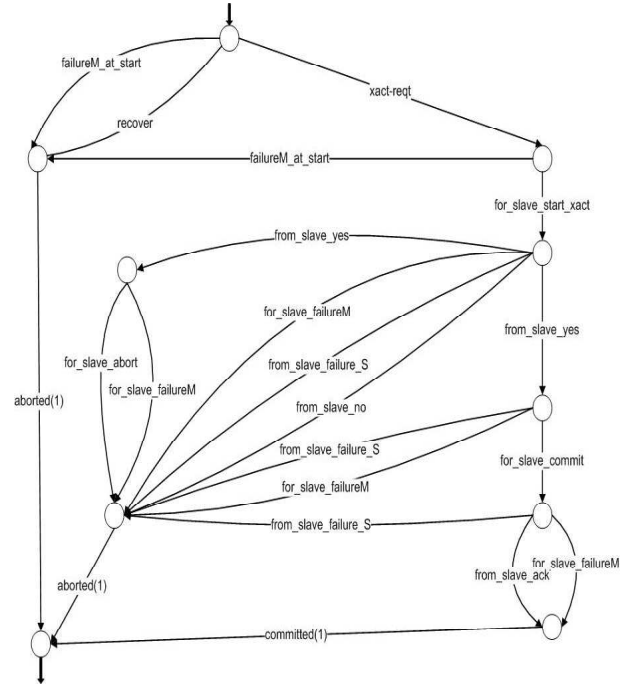 failureM_at_start
xact-reqt
recover
failureM_at_start
for_slave_start_xact
from_slave_yes
for_slave_failureM
from_slave_yes
for_slave_abort
from_slave_failure_S
for_slave_failureM
aborted(1)
from_slave_no
from_slave_failure_S
for_slave_commit
for_slave_failureM
from_slave_failure_S
for_slave_failureM
from_slave_ack
aborted(1)
committed(1)